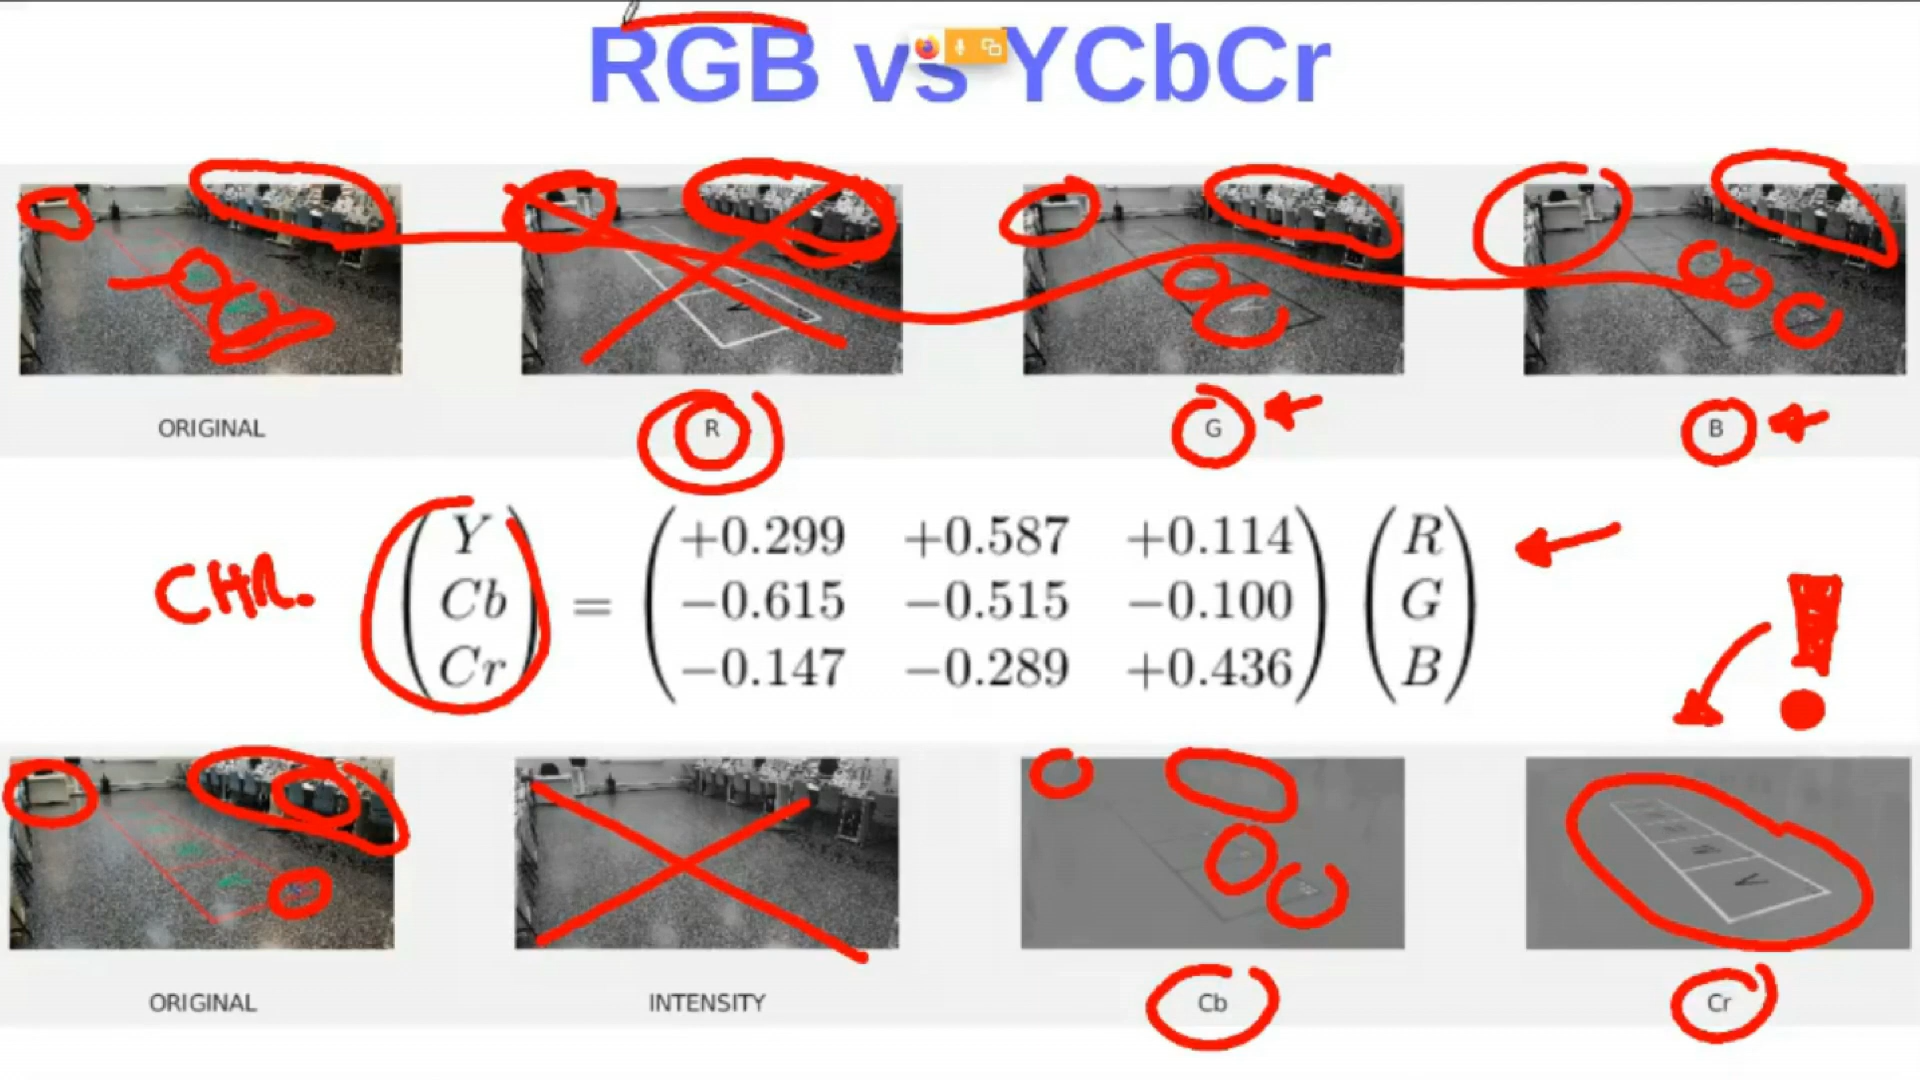 RGB vs YCbCr
ORIGINAL R G B
CHR. ( Y Cb Cr ) = ( +0.299 +0.587 +0.114
−0.615 −0.515 −0.100
−0.147 −0.289 +0.436 ) ( R G B )
!
ORIGINAL INTENSITY Cb Cr